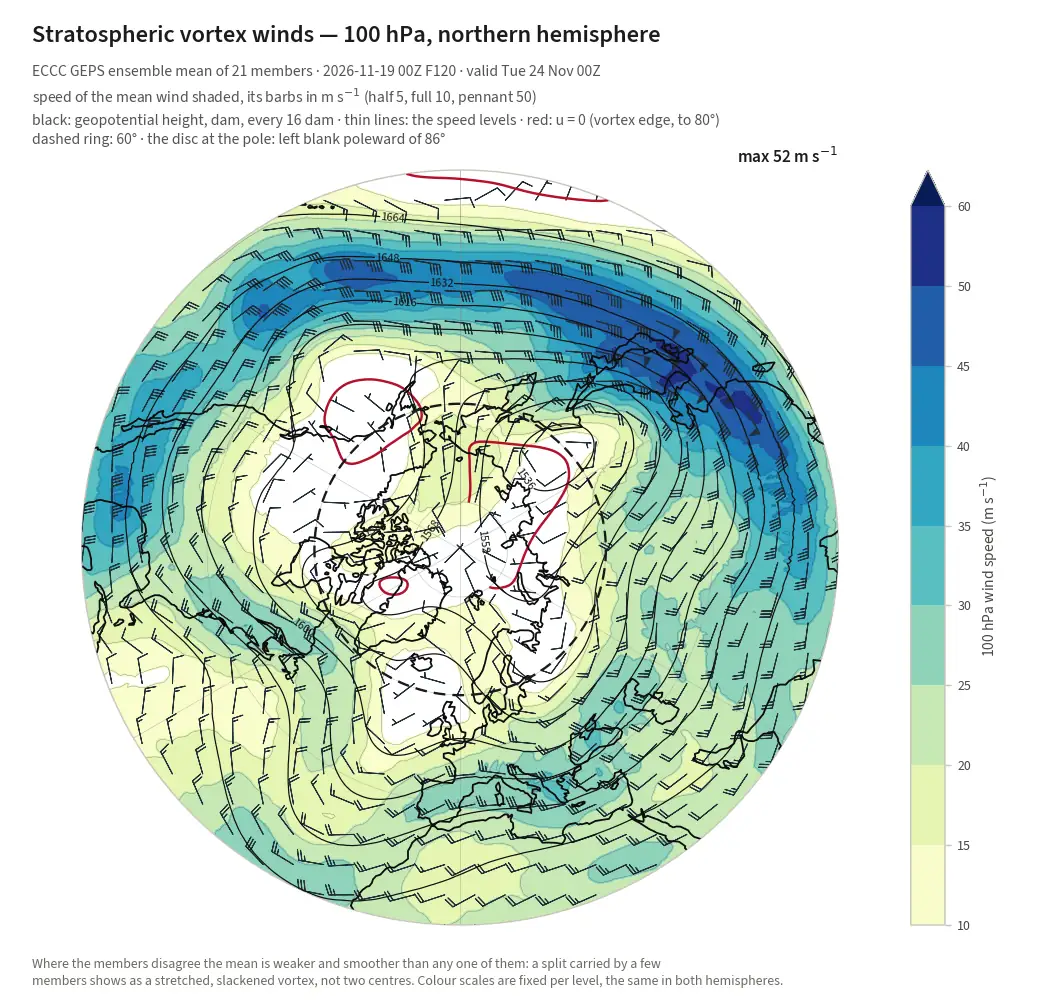 Stratospheric vortex winds — 100 hPa, northern hemisphere
ECCC GEPS ensemble mean of 21 members · 2026-11-19 00Z F120 · valid Tue 24 Nov 00Z
speed of the mean wind shaded, its barbs in m s⁻¹ (half 5, full 10, pennant 50)
black: geopotential height, dam, every 16 dam · thin lines: the speed levels · red: u = 0 (vortex edge, to 80°)
dashed ring: 60° · the disc at the pole: left blank poleward of 86°
max 52 m s⁻¹
1664
1648
1632
1616
1536
1552
60
50
45
40
35
30
25
20
15
10
100 hPa wind speed (m s⁻¹)
Where the members disagree the mean is weaker and smoother than any one of them: a split carried by a few
members shows as a stretched, slackened vortex, not two centres. Colour scales are fixed per level, the same in both hemispheres.